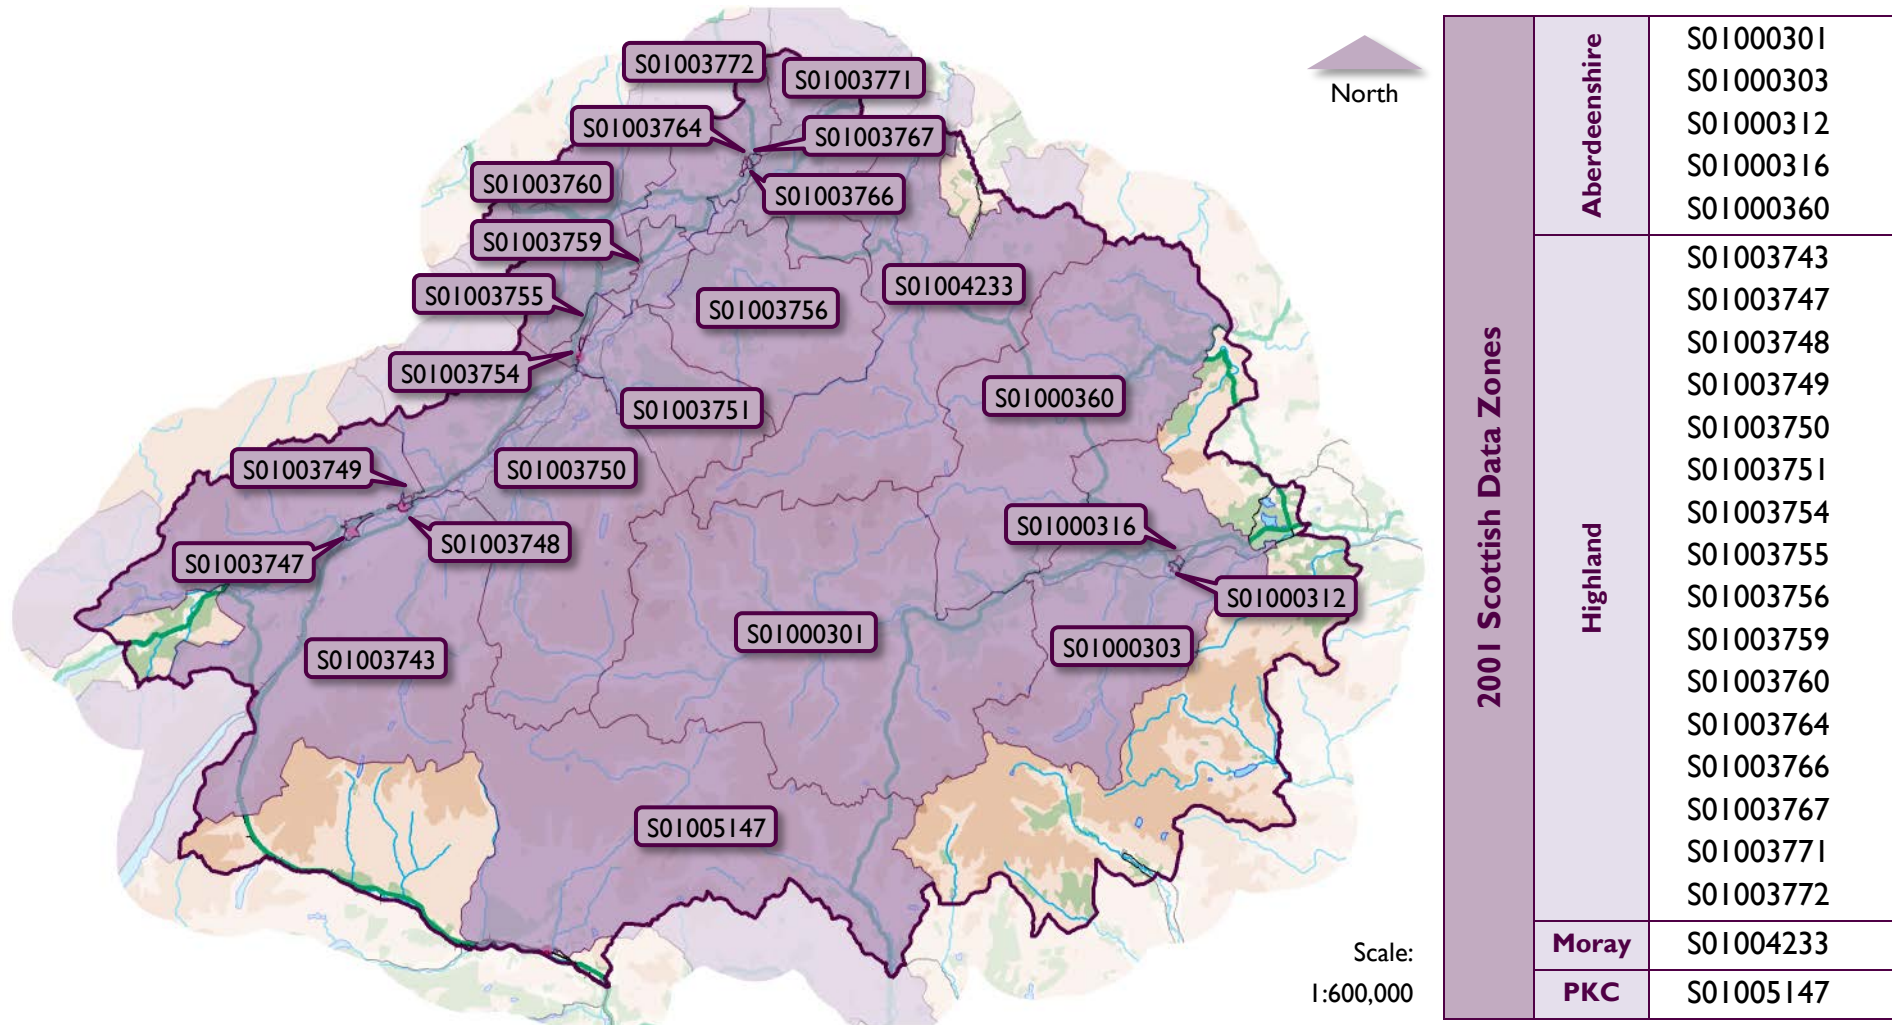 S01003772
S01003771
S01003764
S01003767
S01003760
S01003766
S01003759
S01004233
S01003755
S01003756
S01003754
S01003751
S01000360
S01003749
S01003750
S01000316
S01003748
S01003747
S01000312
S01000301
S01000303
S01003743
S01005147
North
Scale:
1:600,000
2001 Scottish Data Zones
Aberdeenshire
S01000301
S01000303
S01000312
S01000316
S01000360
Highland
S01003743
S01003747
S01003748
S01003749
S01003750
S01003751
S01003754
S01003755
S01003756
S01003759
S01003760
S01003764
S01003766
S01003767
S01003771
S01003772
Moray
S01004233
PKC
S01005147